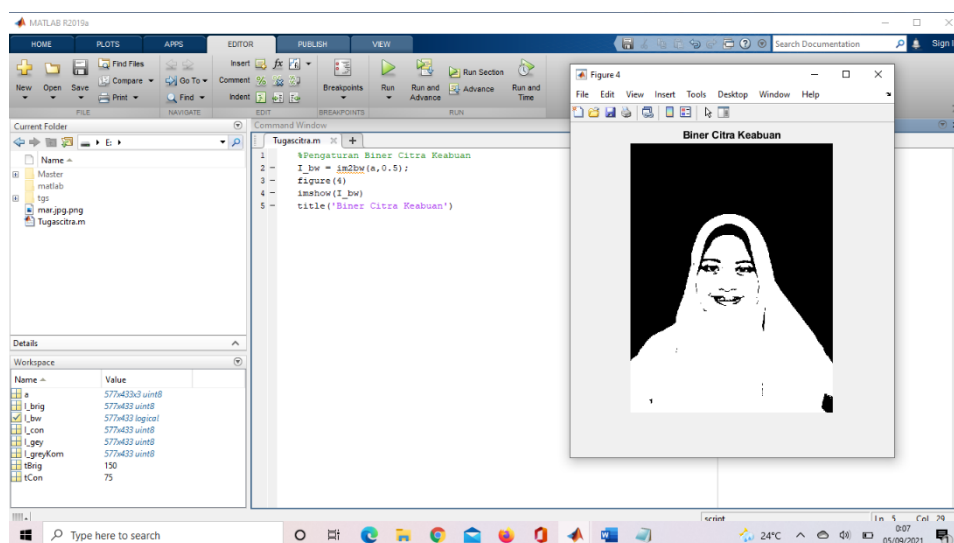 MATLAB R2019a
HOME PLOTS APPS EDITOR PUBLISH VIEW
Search Documentation
Sign I
New Open Save
Find Files
Compare
Print
Go To
Find
Insert
Comment
Indent
Breakpoints
Run
Run and Advance
Run Section
Advance
Run and Time
FILE NAVIGATE EDIT BREAKPOINTS RUN
E:
Current Folder
Name
Master
matlab
tgs
mar.jpg.png
Tugascitra.m
Details
Workspace
Name Value
a 577x433x3 uint8
I_brig 577x433 uint8
I_bw 577x433 logical
I_con 577x433 uint8
I_gey 577x433 uint8
I_greyKom 577x433 uint8
tBrig 150
tCon 75
Command Window
Tugascitra.m
1 %Pengaturan Biner Citra Keabuan
2 I_bw = im2bw(a,0.5);
3 figure(4)
4 imshow(I_bw)
5 title('Biner Citra Keabuan')
Figure 4
File Edit View Insert Tools Desktop Window Help
Biner Citra Keabuan
script
Ln 5 Col 29
Type here to search
24°C
0:07
05/09/2021